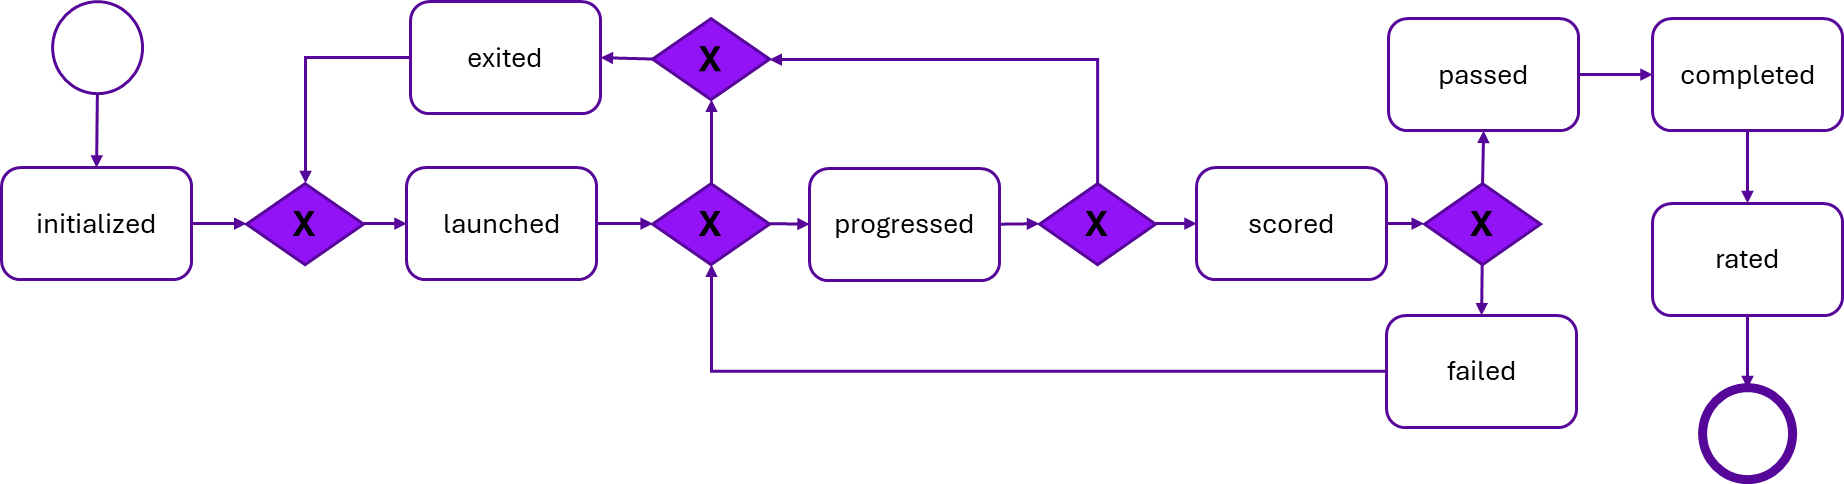 exited
X
passed
completed
initialized
X
launched
X
progressed
X
scored
X
rated
failed